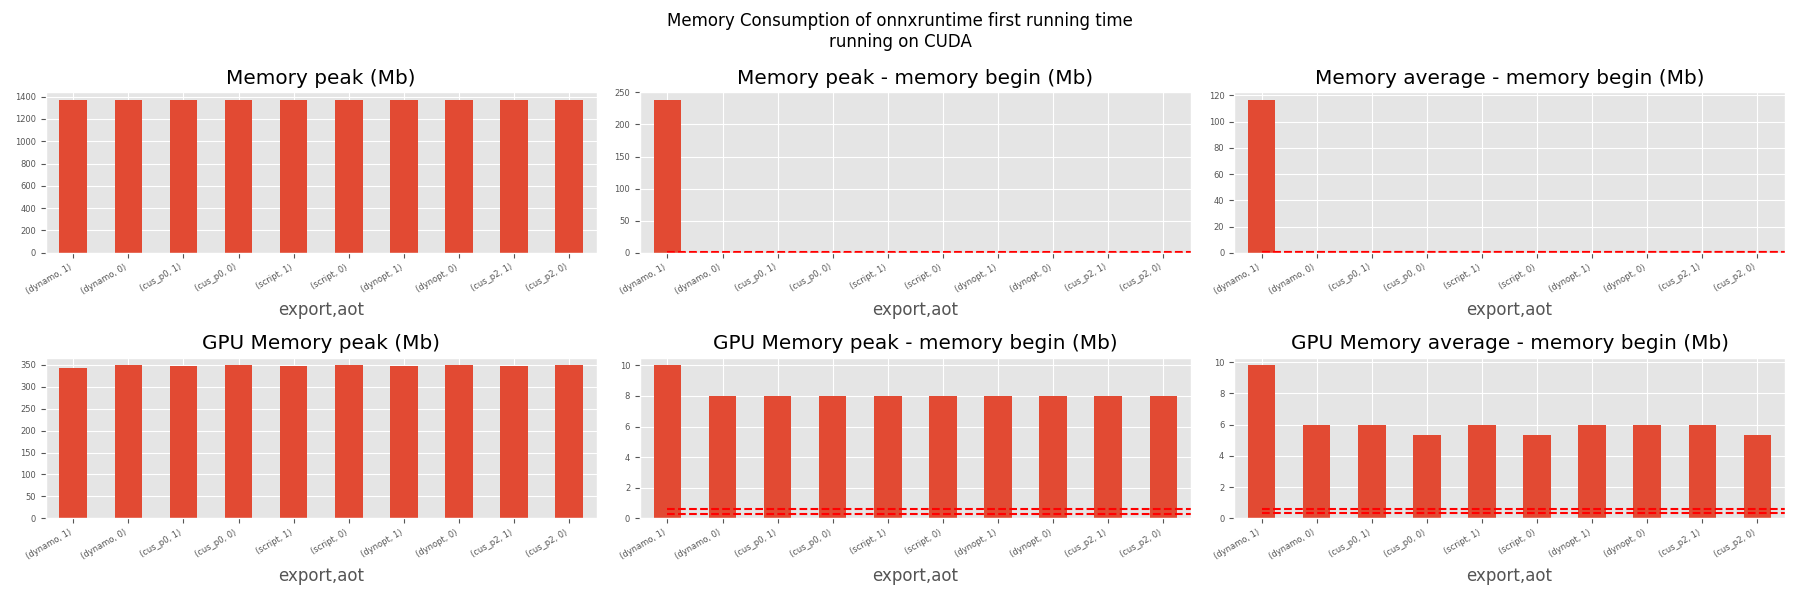 Memory Consumption of onnxruntime first running time
running on CUDA
Memory peak (Mb)
1400
1200
1000
800
600
400
200
0
(dynamo, 1)
(dynamo, 0)
(cus_p0, 1)
(cus_p0, 0)
(script, 1)
(script, 0)
(dynopt, 1)
(dynopt, 0)
(cus_p2, 1)
(cus_p2, 0)
export,aot
Memory peak - memory begin (Mb)
250
200
150
100
50
0
(dynamo, 1)
(dynamo, 0)
(cus_p0, 1)
(cus_p0, 0)
(script, 1)
(script, 0)
(dynopt, 1)
(dynopt, 0)
(cus_p2, 1)
(cus_p2, 0)
export,aot
Memory average - memory begin (Mb)
120
100
80
60
40
20
0
(dynamo, 1)
(dynamo, 0)
(cus_p0, 1)
(cus_p0, 0)
(script, 1)
(script, 0)
(dynopt, 1)
(dynopt, 0)
(cus_p2, 1)
(cus_p2, 0)
export,aot
GPU Memory peak (Mb)
350
300
250
200
150
100
50
0
(dynamo, 1)
(dynamo, 0)
(cus_p0, 1)
(cus_p0, 0)
(script, 1)
(script, 0)
(dynopt, 1)
(dynopt, 0)
(cus_p2, 1)
(cus_p2, 0)
export,aot
GPU Memory peak - memory begin (Mb)
10
8
6
4
2
0
(dynamo, 1)
(dynamo, 0)
(cus_p0, 1)
(cus_p0, 0)
(script, 1)
(script, 0)
(dynopt, 1)
(dynopt, 0)
(cus_p2, 1)
(cus_p2, 0)
export,aot
GPU Memory average - memory begin (Mb)
10
8
6
4
2
0
(dynamo, 1)
(dynamo, 0)
(cus_p0, 1)
(cus_p0, 0)
(script, 1)
(script, 0)
(dynopt, 1)
(dynopt, 0)
(cus_p2, 1)
(cus_p2, 0)
export,aot